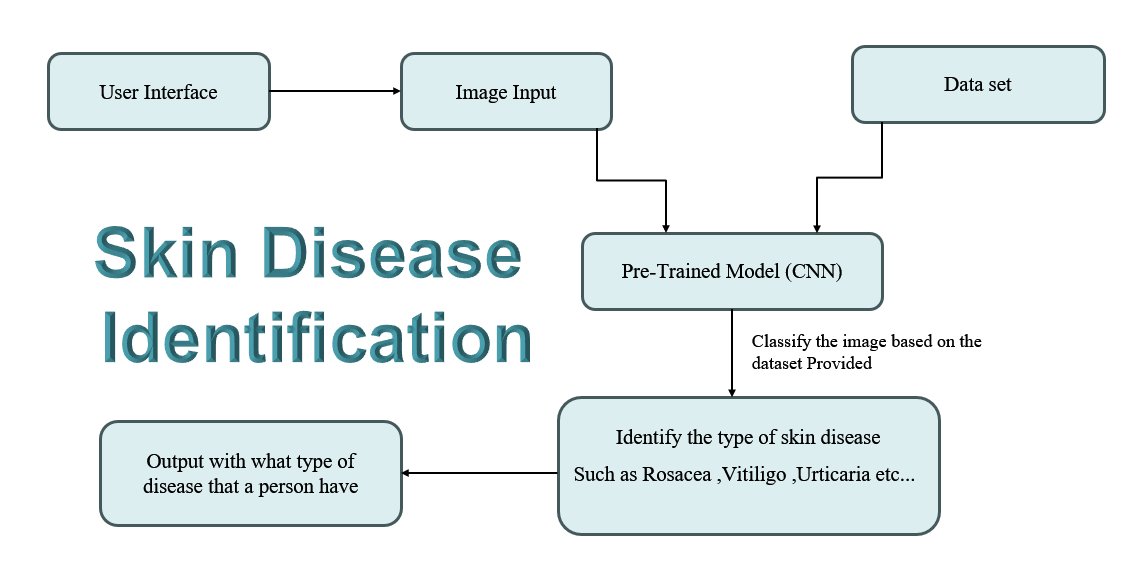 User Interface
Image Input
Data set
Skin Disease
Identification
Pre-Trained Model (CNN)
Classify the image based on the
dataset Provided
Identify the type of skin disease
Such as Rosacea ,Vitiligo ,Urticaria etc...
Output with what type of
disease that a person have